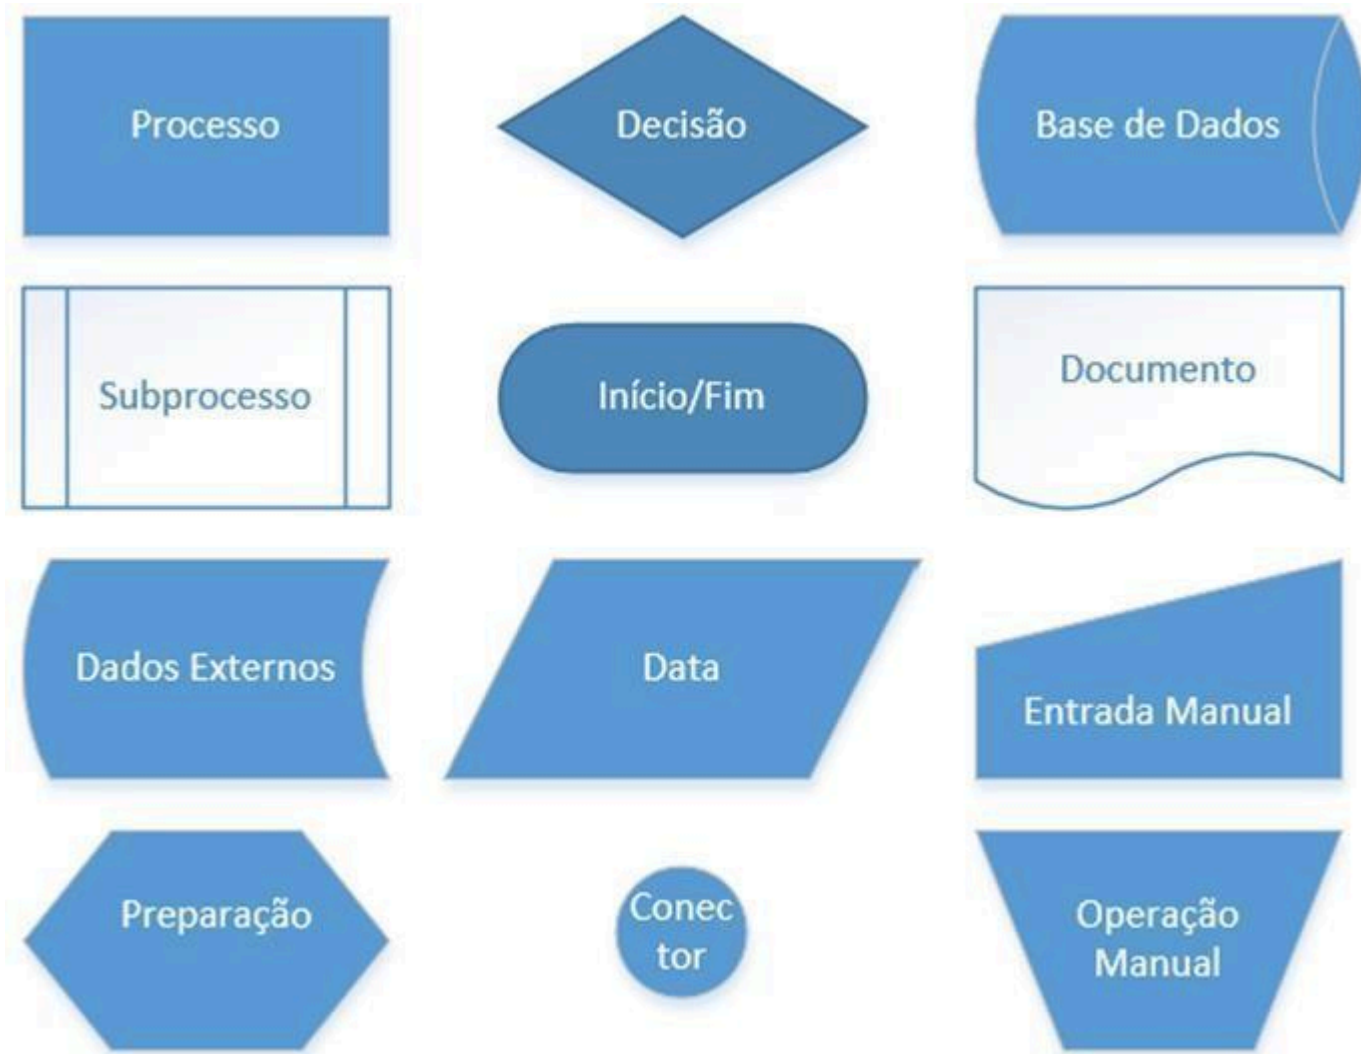 Processo
Decisão
Base de Dados
Subprocesso
Início/Fim
Documento
Dados Externos
Data
Entrada Manual
Preparação
Conec
tor
Operação
Manual